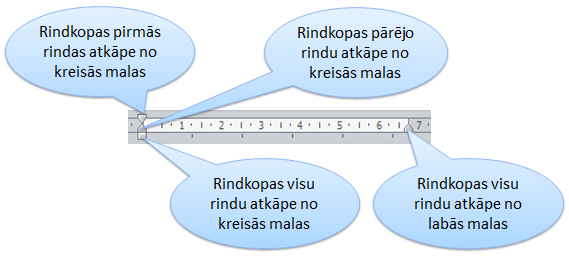 Rindkopas pirmās
rindas atkāpe no
kreisās malas
Rindkopas pārējo
rindu atkāpe no
kreisās malas
1 2 3 4 5 6 7
Rindkopas visu
rindu atkāpe no
kreisās malas
Rindkopas visu
rindu atkāpe no
labās malas